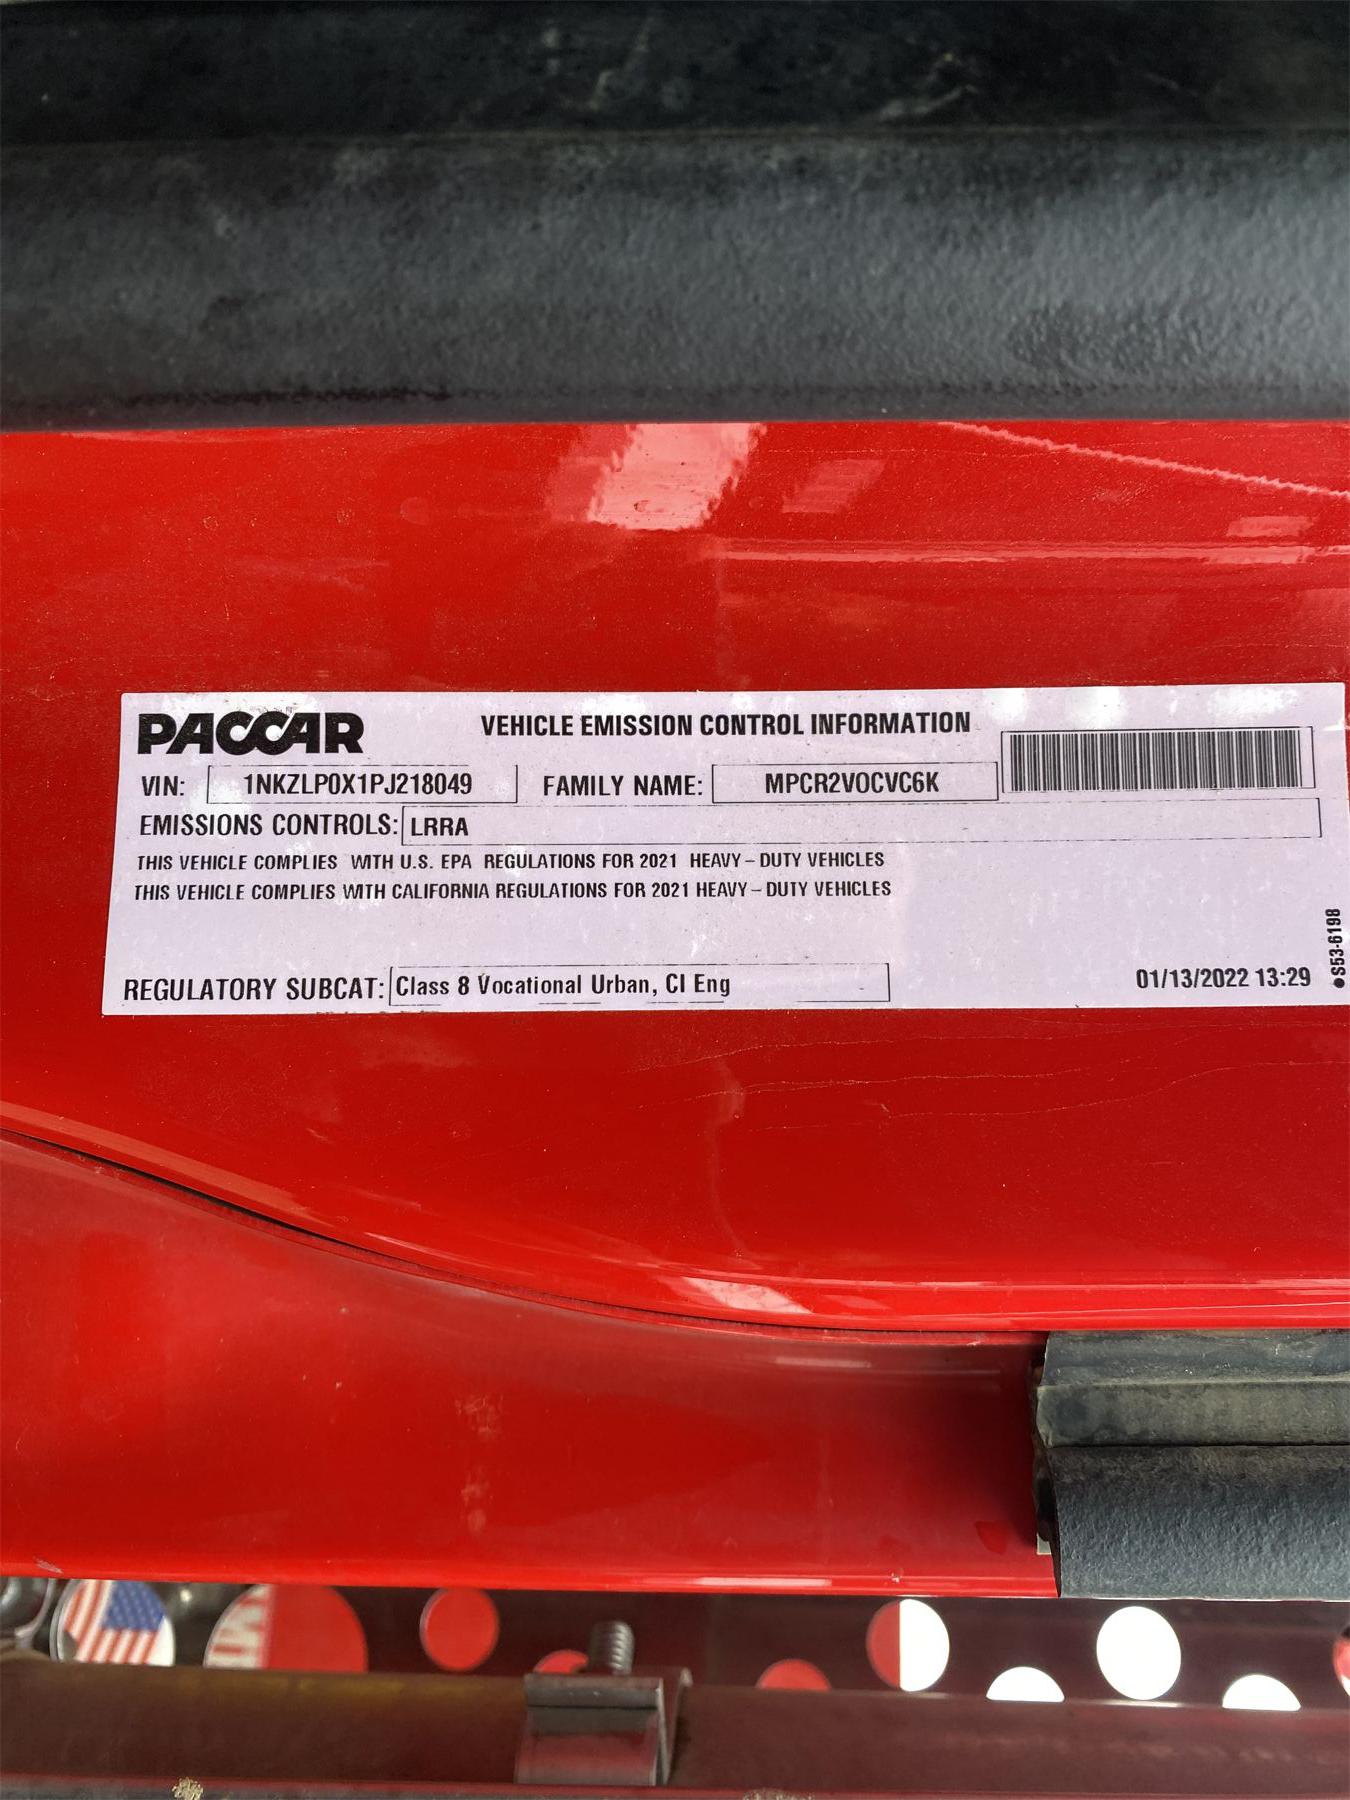 PACCAR
VEHICLE EMISSION CONTROL INFORMATION
VIN: 1NKZLP0X1PJ218049 FAMILY NAME: MPCR2VOCVC6K
EMISSIONS CONTROLS: LRRA
THIS VEHICLE COMPLIES WITH U.S. EPA REGULATIONS FOR 2021 HEAVY-DUTY VEHICLES
THIS VEHICLE COMPLIES WITH CALIFORNIA REGULATIONS FOR 2021 HEAVY-DUTY VEHICLES
REGULATORY SUBCAT: Class 8 Vocational Urban, CI Eng
01/13/2022 13:29
●S53-6198